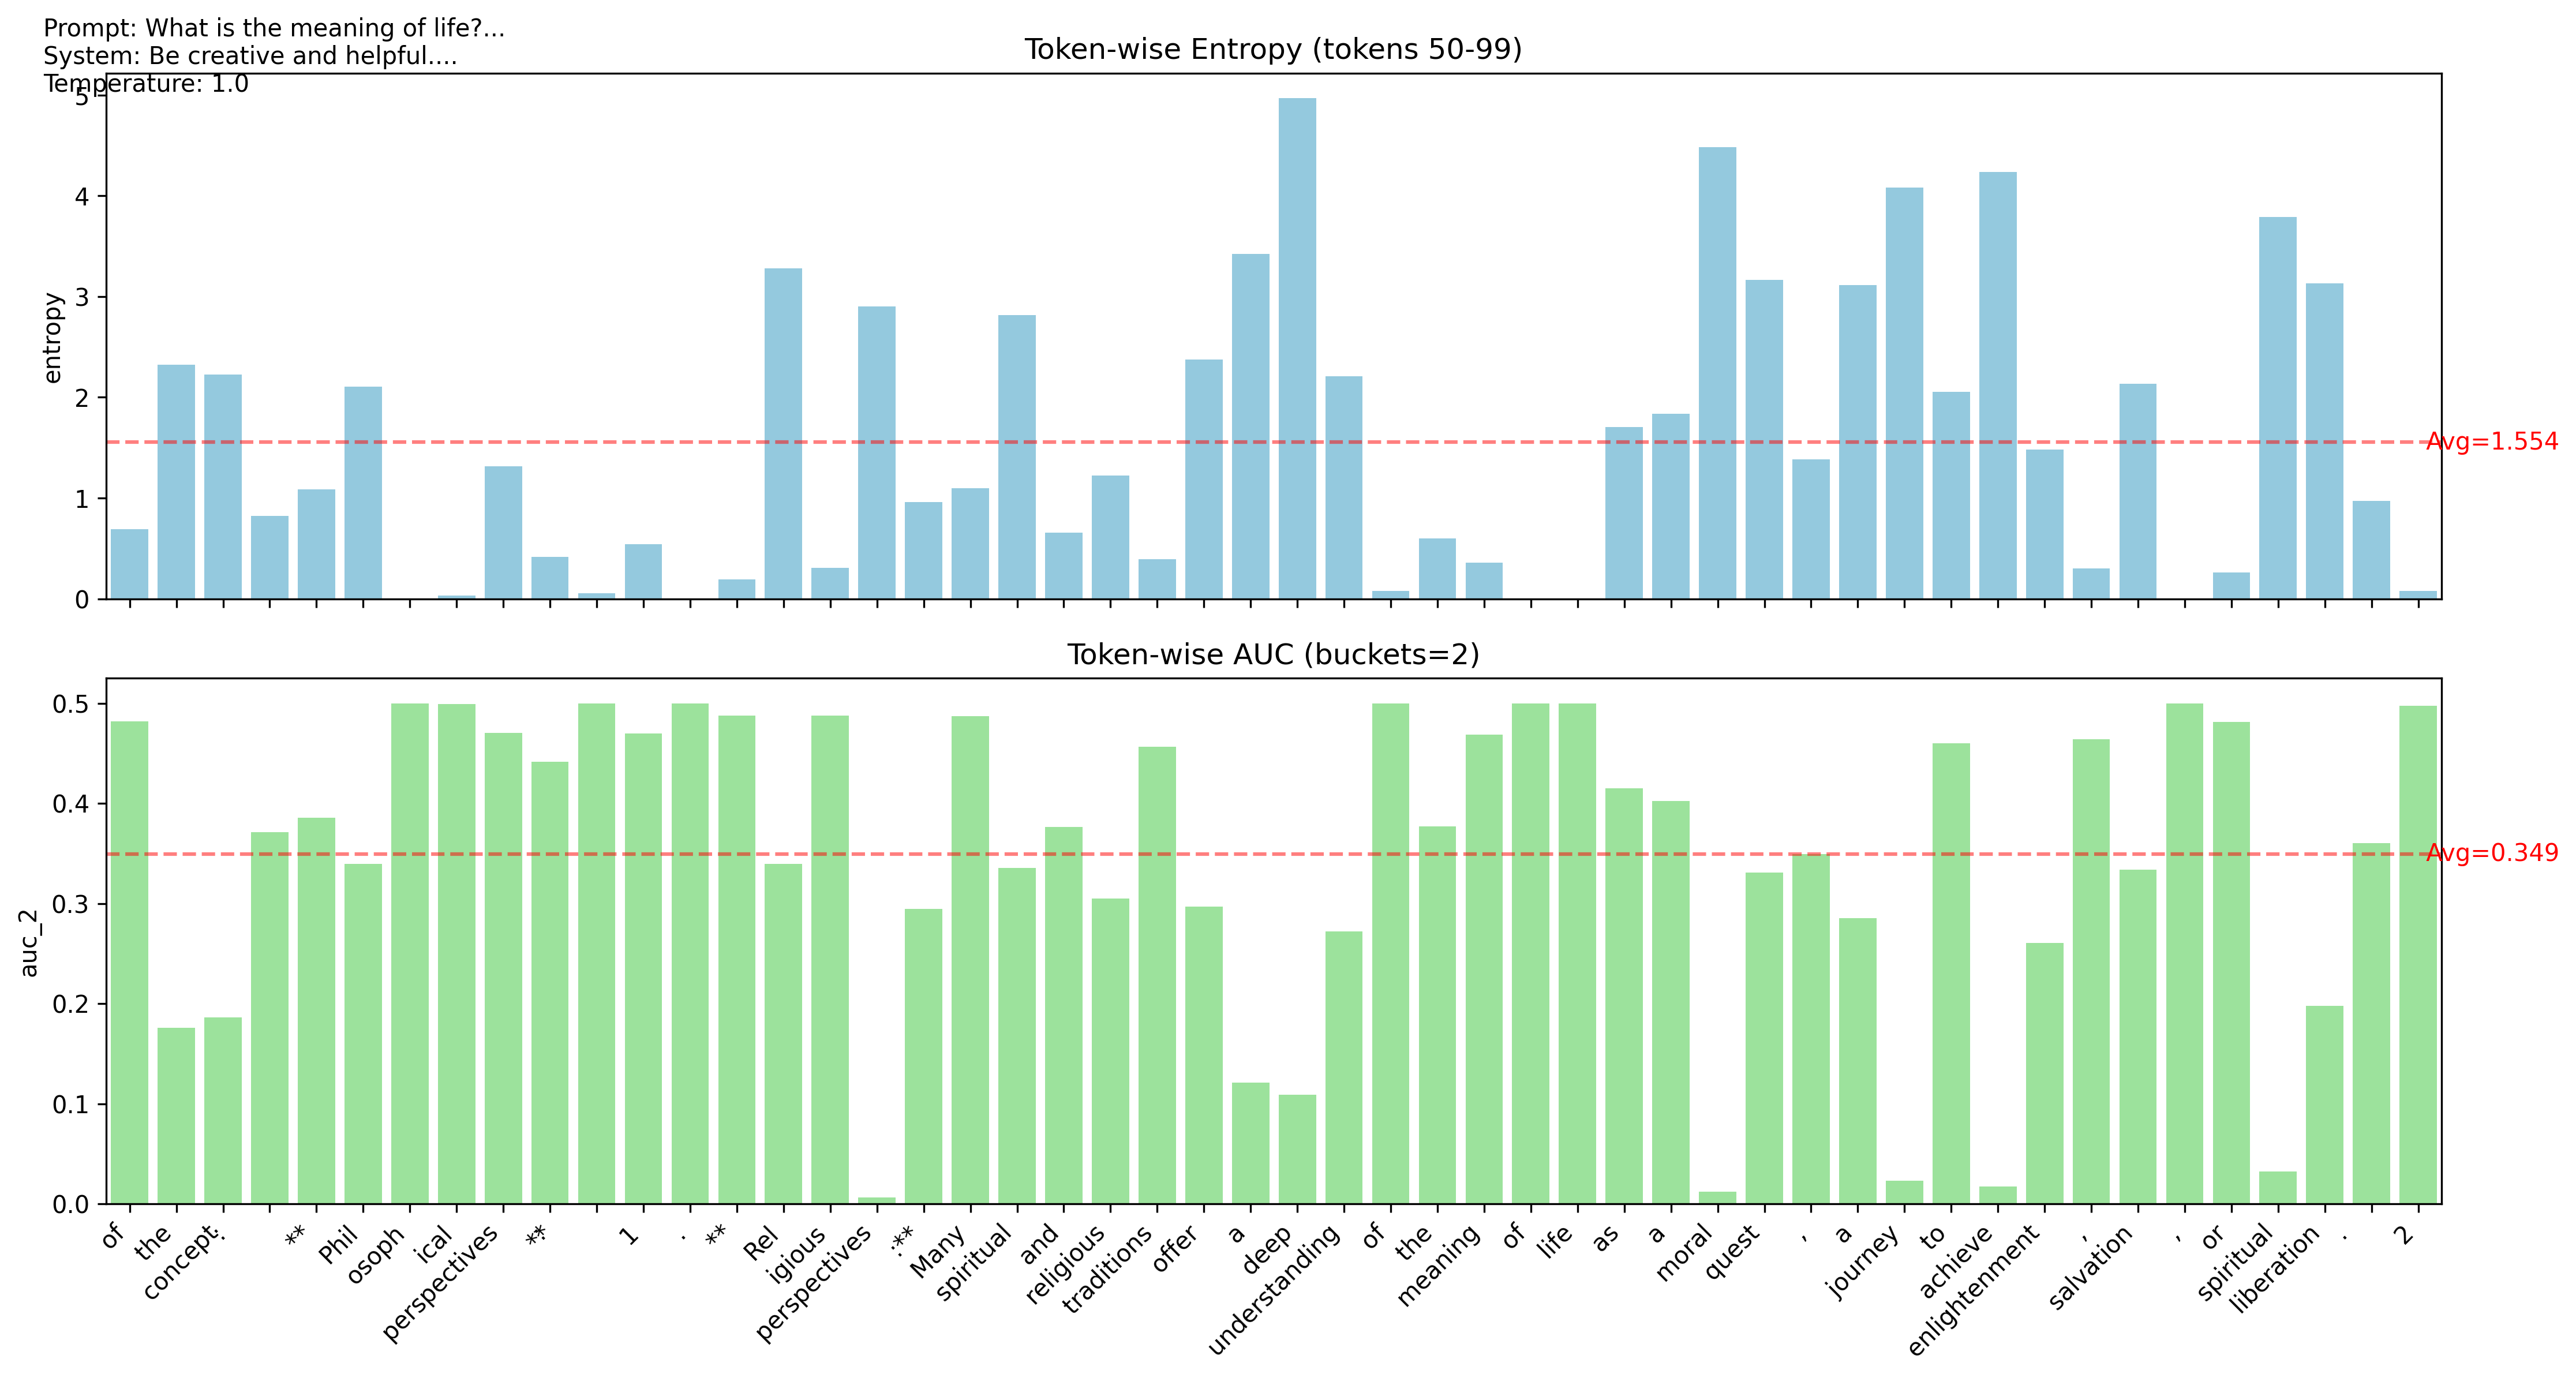 Prompt: What is the meaning of life?...
System: Be creative and helpful....
Temperature: 1.0
Token-wise Entropy (tokens 50-99)
entropy
5
4
3
2
1
0
Avg=1.554
Token-wise AUC (buckets=2)
auc_2
0.5
0.4
0.3
0.2
0.1
0.0
Avg=0.349
of
the
concept
:
**
Phil
osoph
ical
perspectives
**
1
.
**
Rel
igious
perspectives
:**
Many
spiritual
and
religious
traditions
offer
a
deep
understanding
of
the
meaning
of
life
as
a
moral
quest
,
a
journey
to
achieve
enlightenment
,
salvation
,
or
spiritual
liberation
.
2